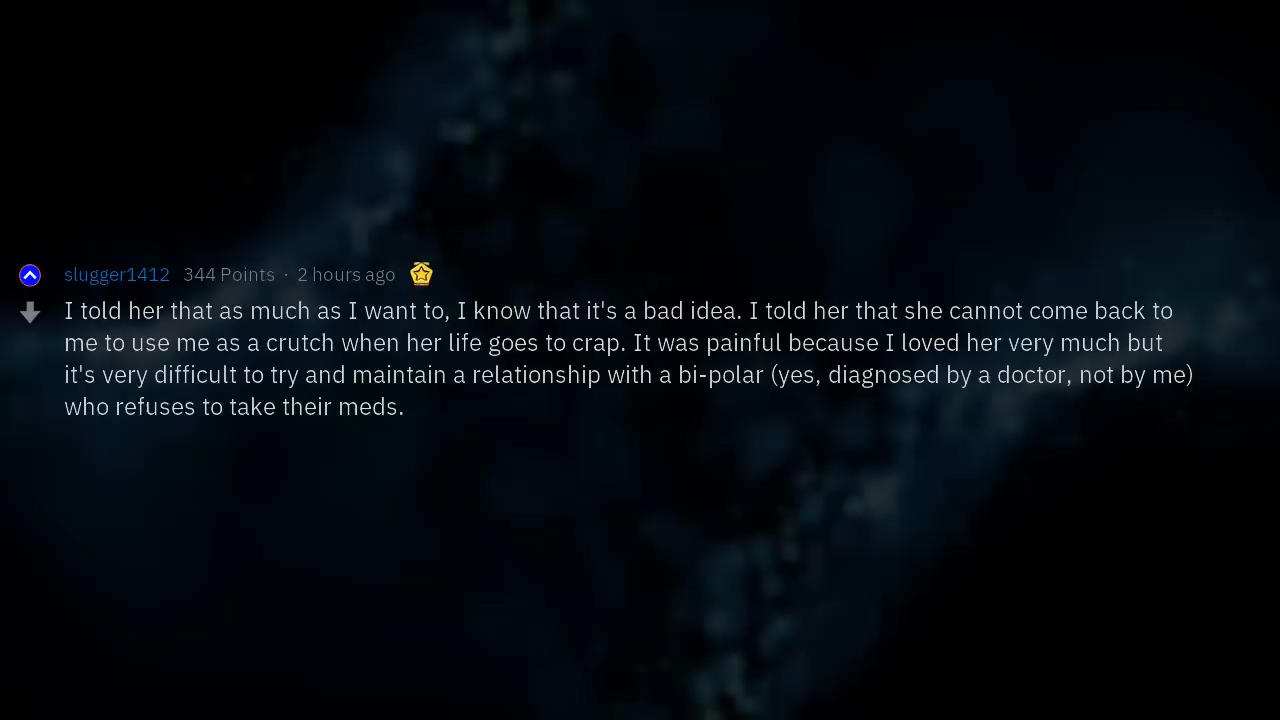 slugger1412 344 Points · 2 hours ago
I told her that as much as I want to, I know that it's a bad idea. I told her that she cannot come back to
me to use me as a crutch when her life goes to crap. It was painful because I loved her very much but
it's very difficult to try and maintain a relationship with a bi-polar (yes, diagnosed by a doctor, not by me)
who refuses to take their meds.